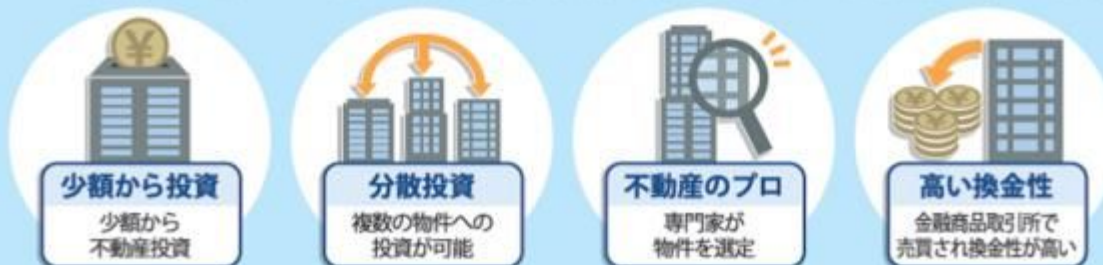 少額から投資
少額から
不動産投資
分散投資
複数の物件への
投資が可能
不動産のプロ
専門家が
物件を選定
高い換金性
金融商品取引所で
売買され換金性が高い